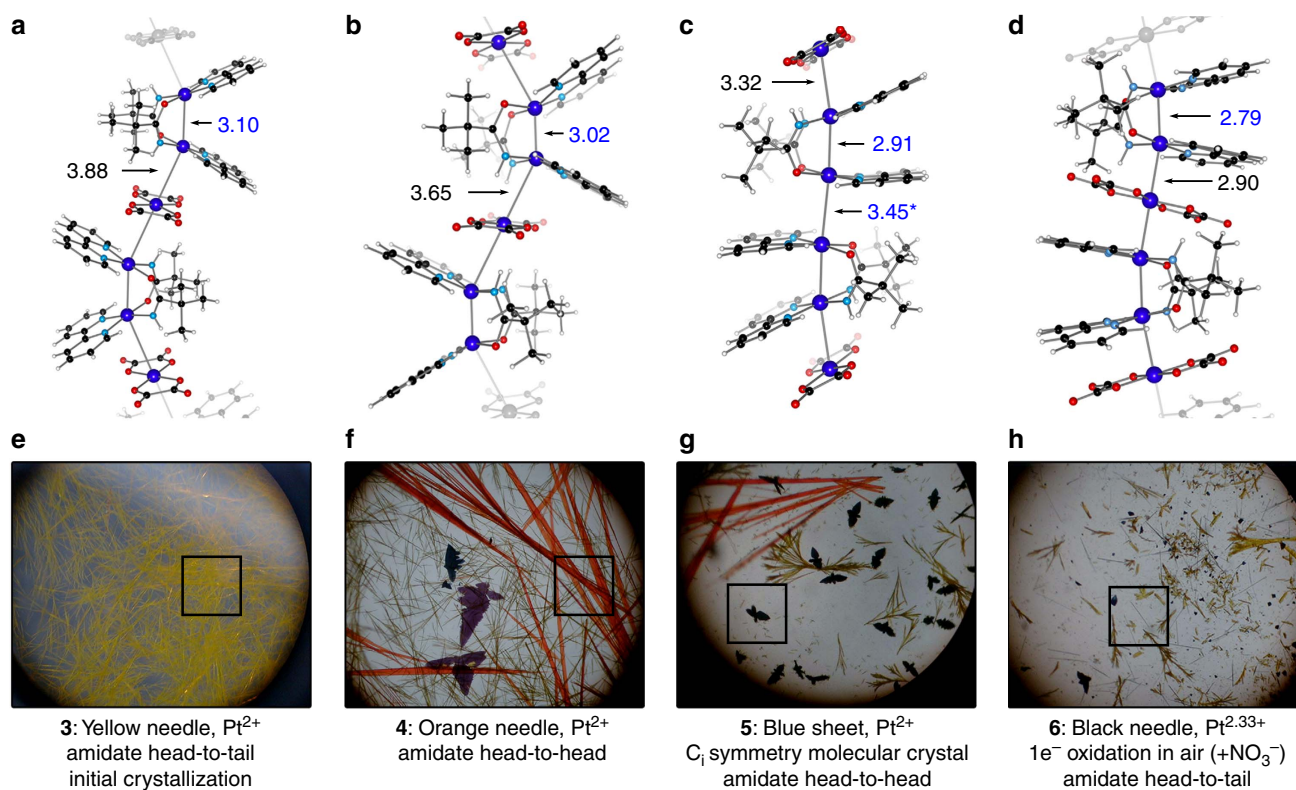 a
b
c
d
3.10
3.88
3.02
3.65
3.32
2.91
3.45*
2.79
2.90
e
f
g
h
3: Yellow needle, Pt²⁺
amidate head-to-tail
initial crystallization
4: Orange needle, Pt²⁺
amidate head-to-head
5: Blue sheet, Pt²⁺
Cᵢ symmetry molecular crystal
amidate head-to-head
6: Black needle, Pt²·³³⁺
1e⁻ oxidation in air (+NO₃⁻)
amidate head-to-tail